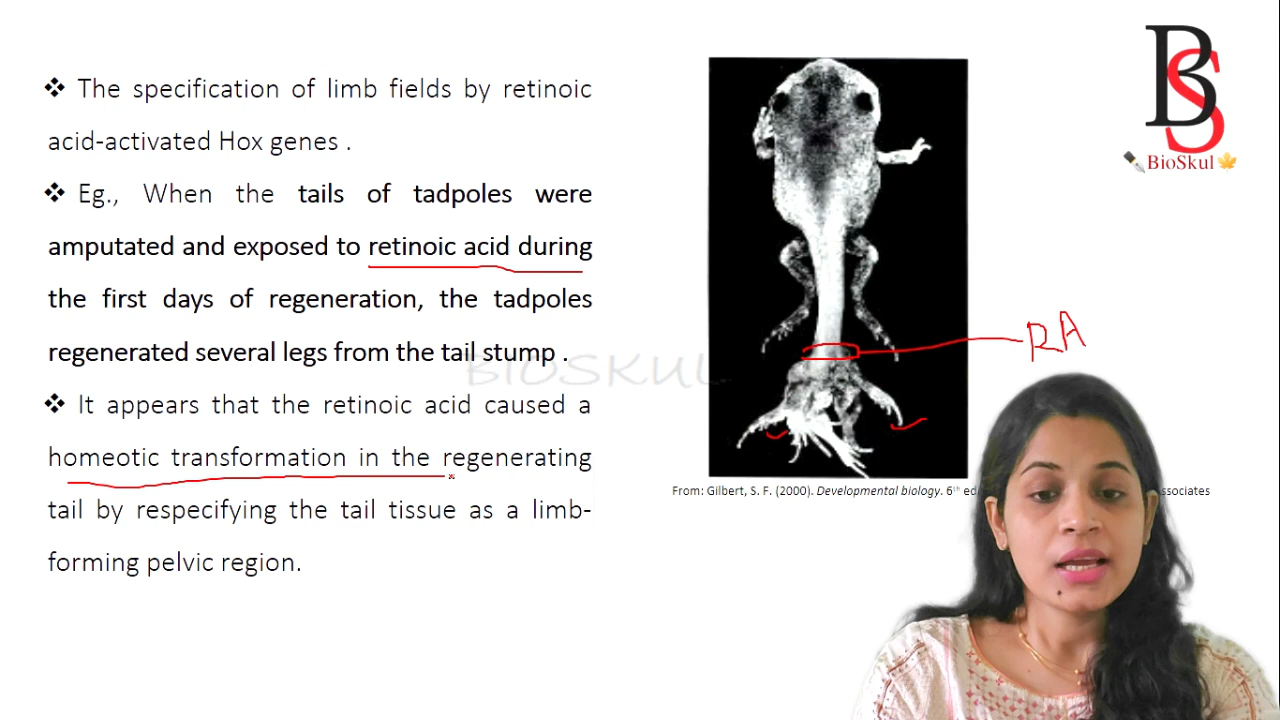 ❖ The specification of limb fields by retinoic
acid-activated Hox genes .
❖ Eg., When the tails of tadpoles were
amputated and exposed to retinoic acid during
the first days of regeneration, the tadpoles
regenerated several legs from the tail stump .
❖ It appears that the retinoic acid caused a
homeotic transformation in the regenerating
tail by respecifying the tail tissue as a limb-
forming pelvic region.
BIOSKUL
RA
From: Gilbert, S. F. (2000). Developmental biology. 6th ed ssociates
BS
BioSkul